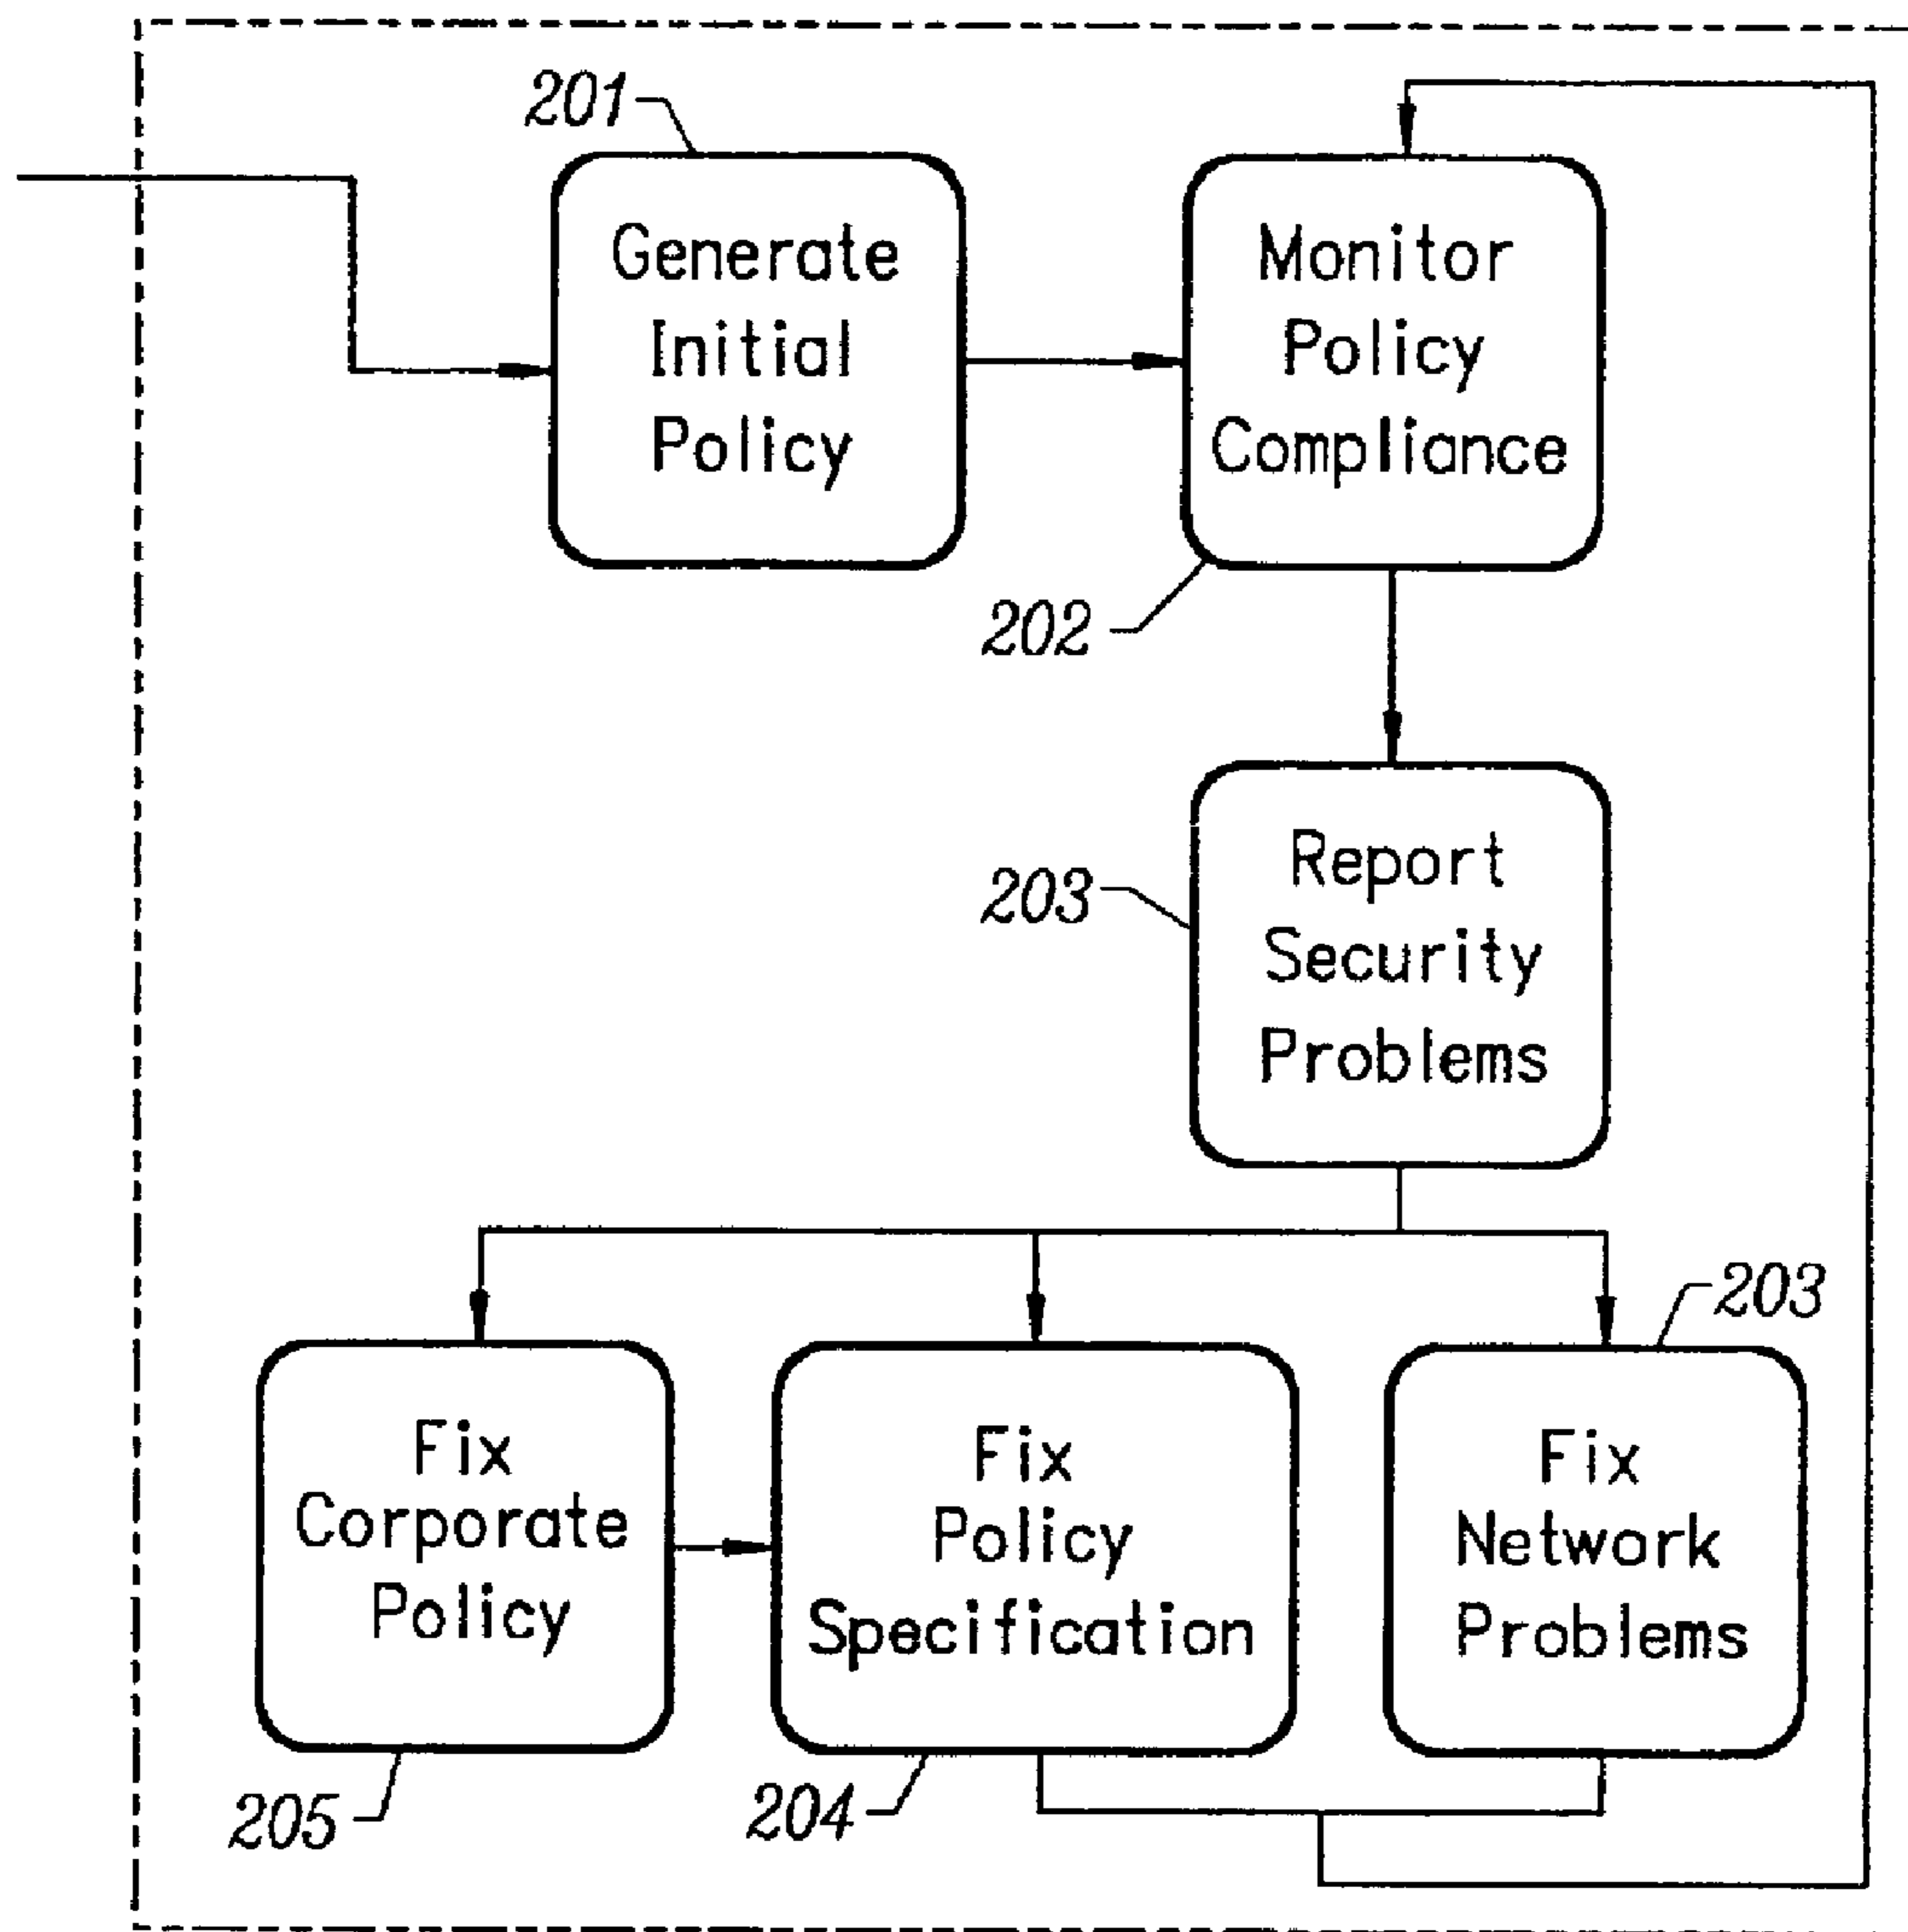 201
Generate
Initial
Policy
Monitor
Policy
Compliance
202
203
Report
Security
Problems
203
Fix
Corporate
Policy
Fix
Policy
Specification
Fix
Network
Problems
205
204